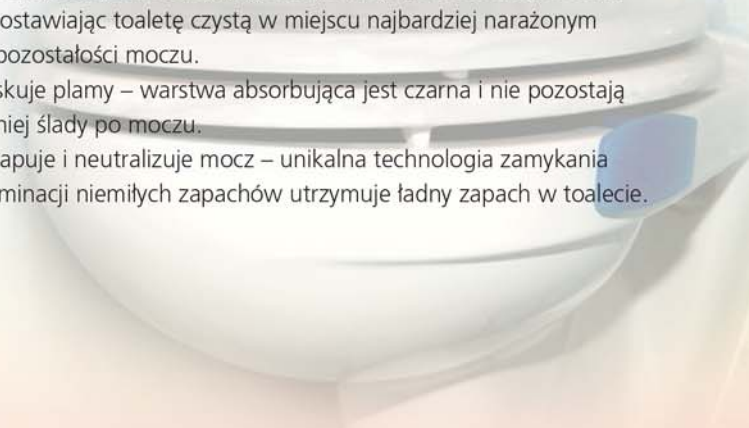 ostawiając toaletę czystą w miejscu najbardziej narażonym
pozostałości moczu.
skuje plamy – warstwa absorbująca jest czarna i nie pozostają
niej ślady po moczu.
apuje i neutralizuje mocz – unikalna technologia zamykania
minacji niemiłych zapachów utrzymuje ładny zapach w toalecie.